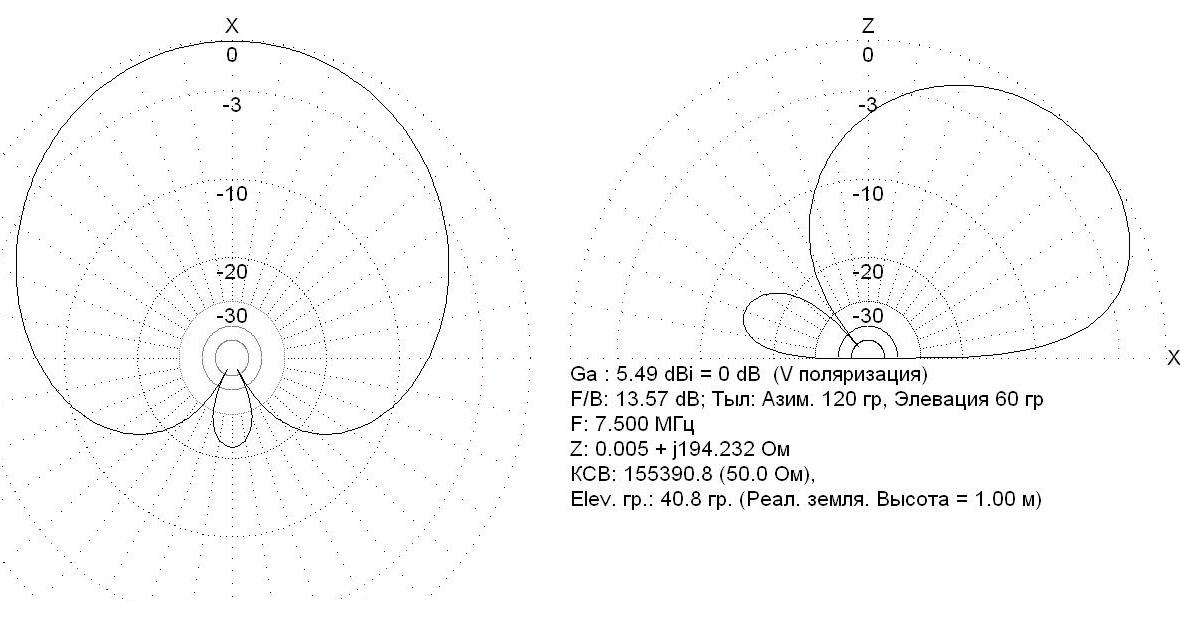 X
0
-3
-10
-20
-30
Z
0
-3
-10
-20
-30
X
Ga : 5.49 dBi = 0 dB (V поляризация)
F/B: 13.57 dB; Тыл: Азим. 120 гр, Элевация 60 гр
F: 7.500 МГц
Z: 0.005 + j194.232 Ом
КСВ: 155390.8 (50.0 Ом),
Elev. гр.: 40.8 гр. (Реал. земля. Высота = 1.00 м)